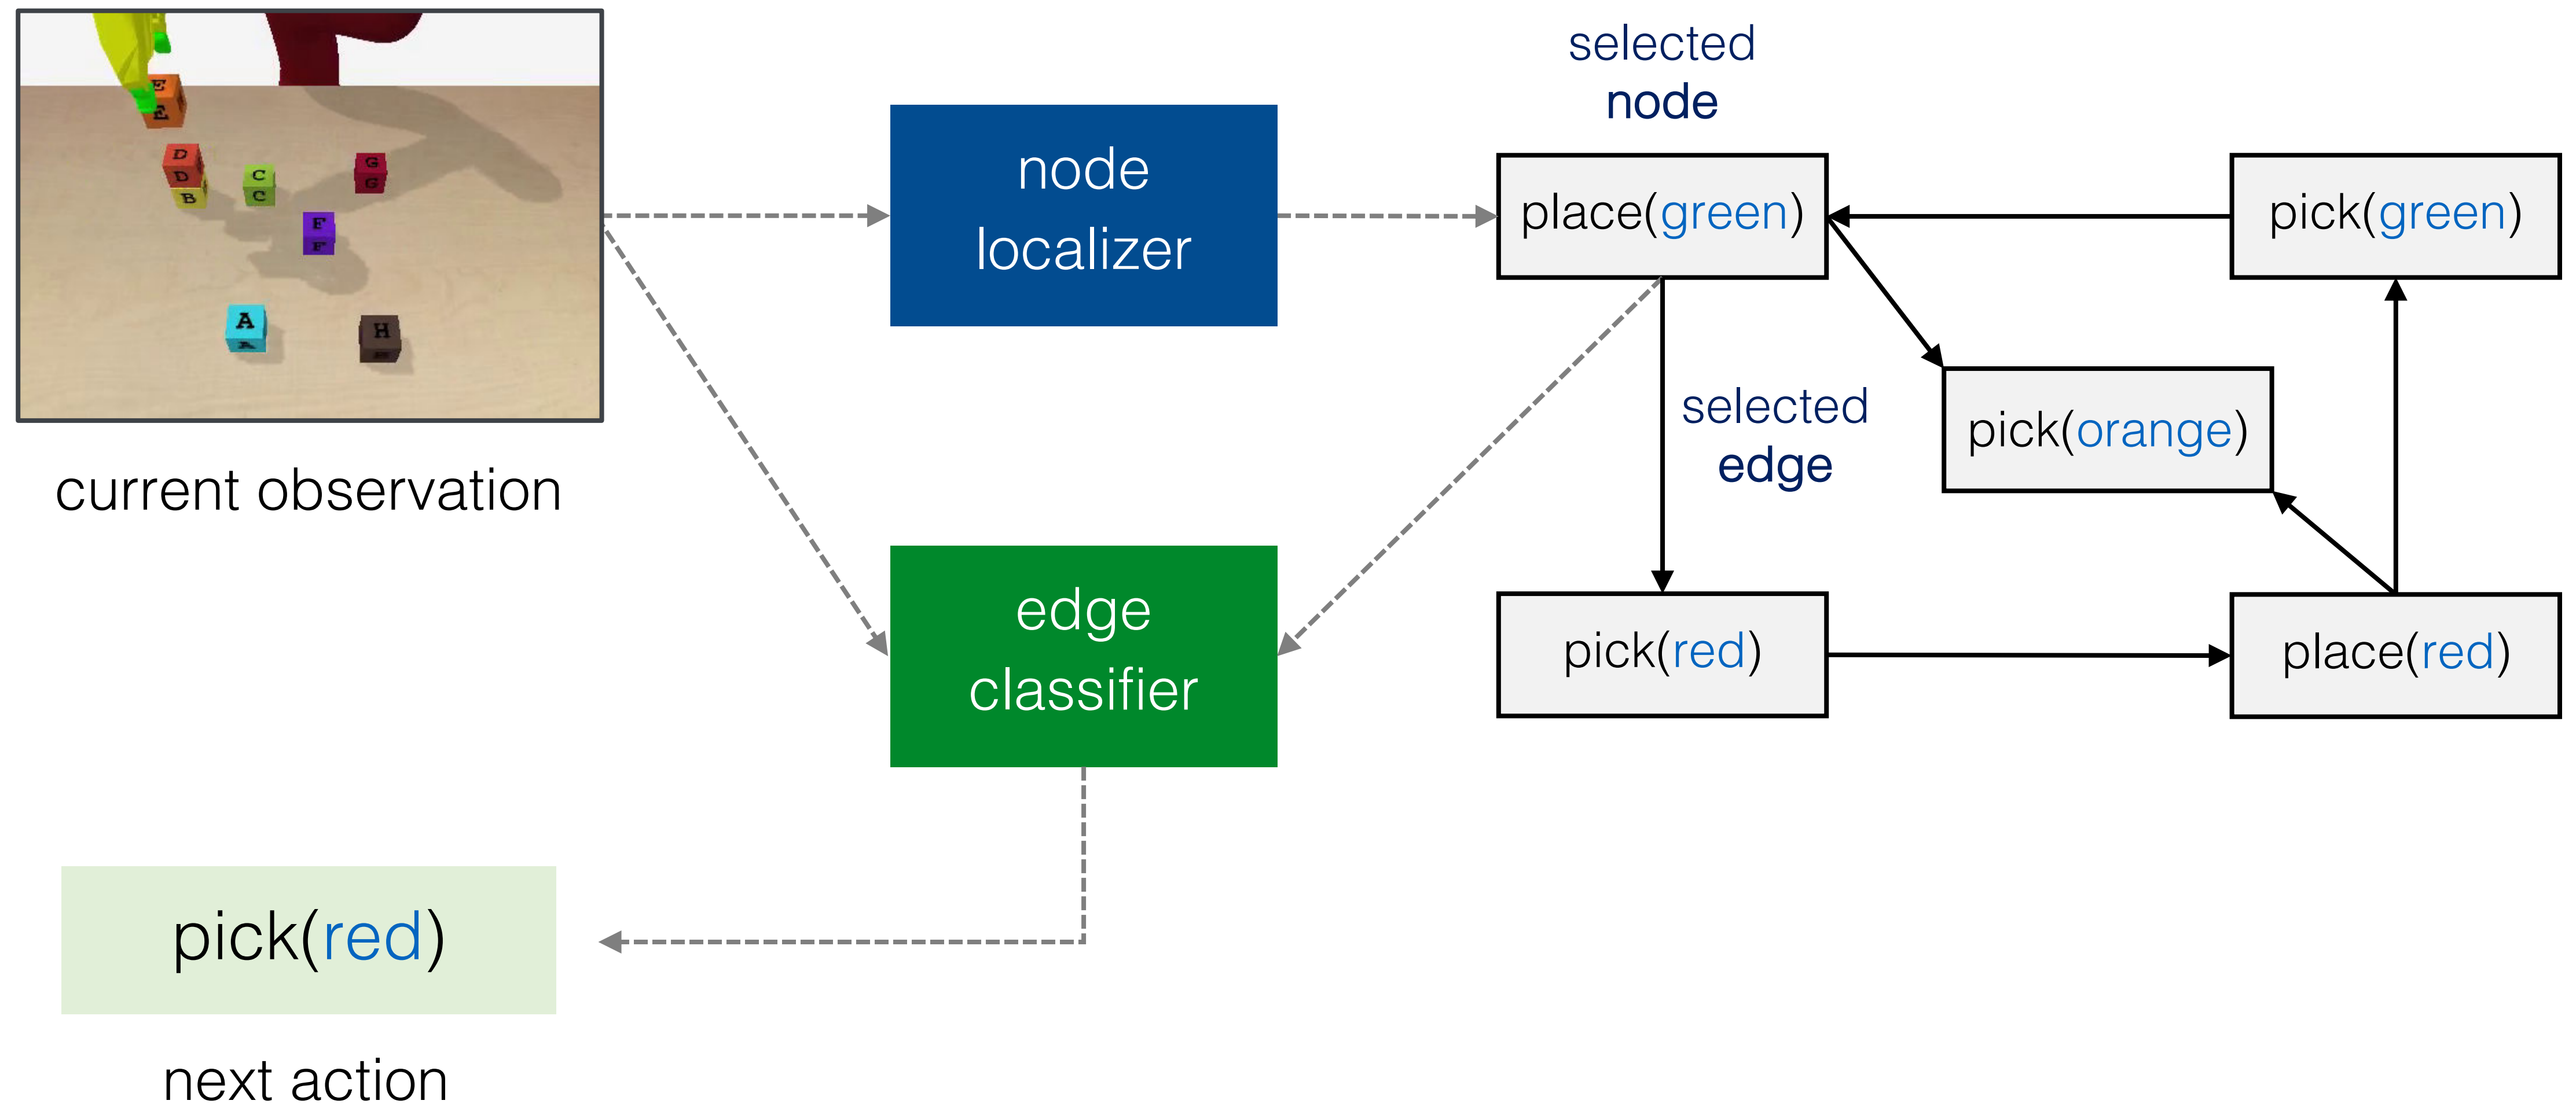 E
E
D
D
B
C
C
G
G
F
F
A
A
H
current observation
node
localizer
edge
classifier
selected
node
place(green)
pick(green)
selected
edge
pick(orange)
pick(red)
place(red)
pick(red)
next action